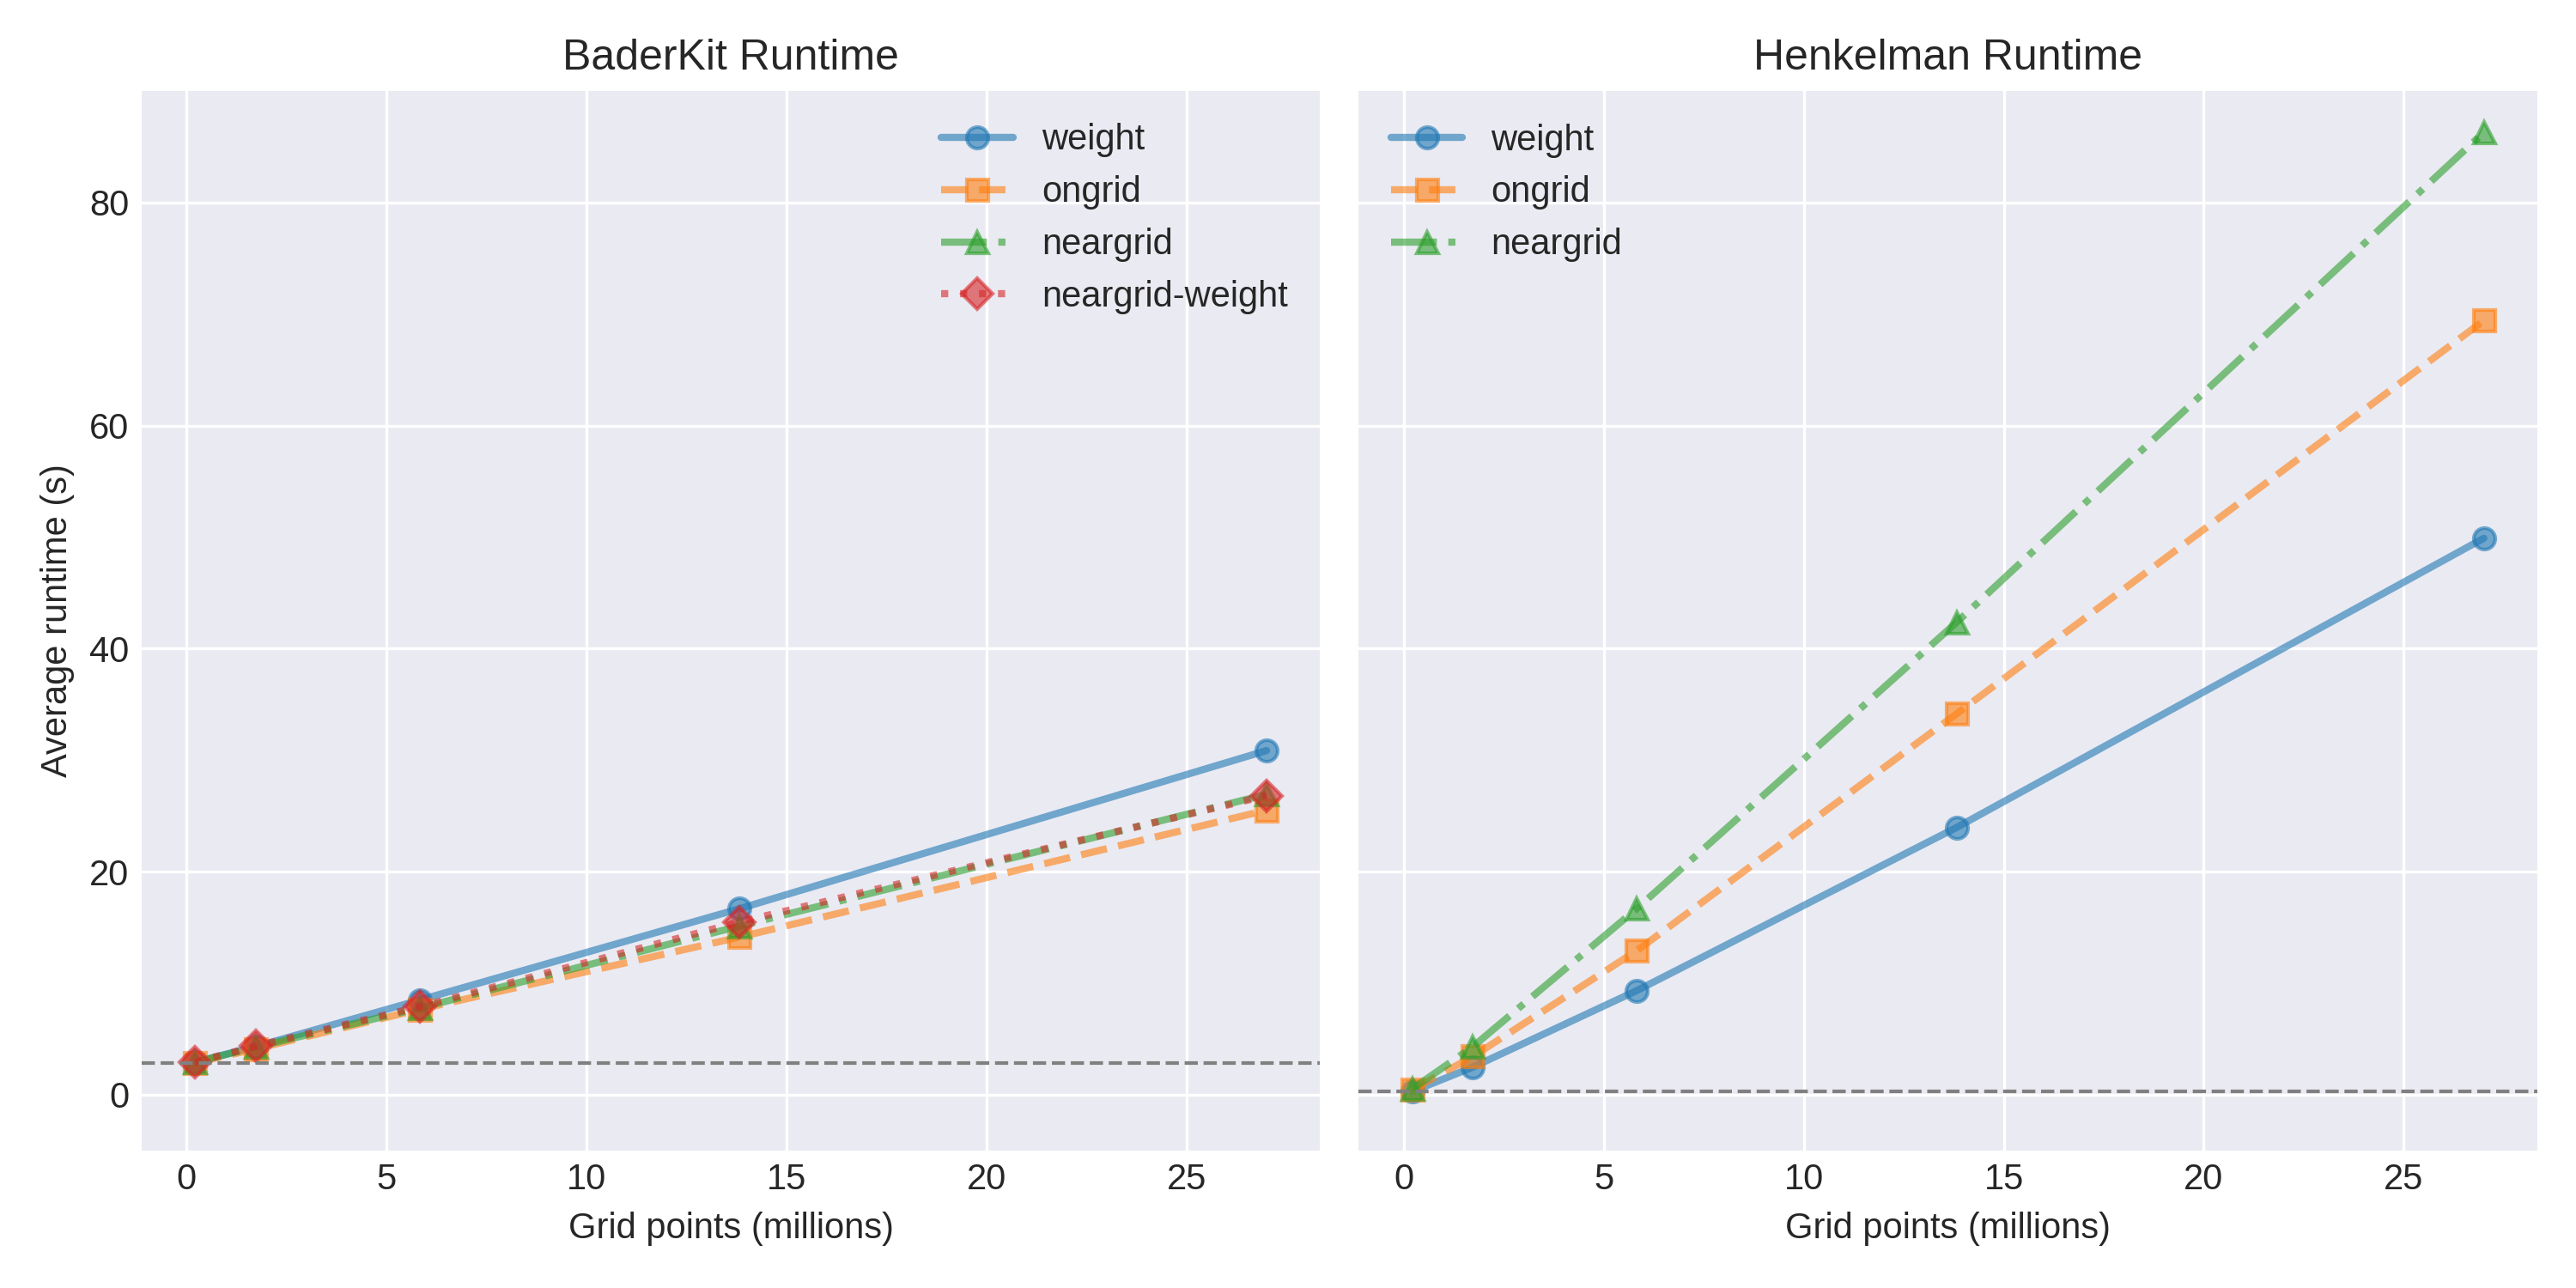 BaderKit Runtime
Henkelman Runtime
weight
ongrid
neargrid
neargrid-weight
weight
ongrid
neargrid
Average runtime (s)
80
60
40
20
0
0 5 10 15 20 25
0 5 10 15 20 25
Grid points (millions)
Grid points (millions)